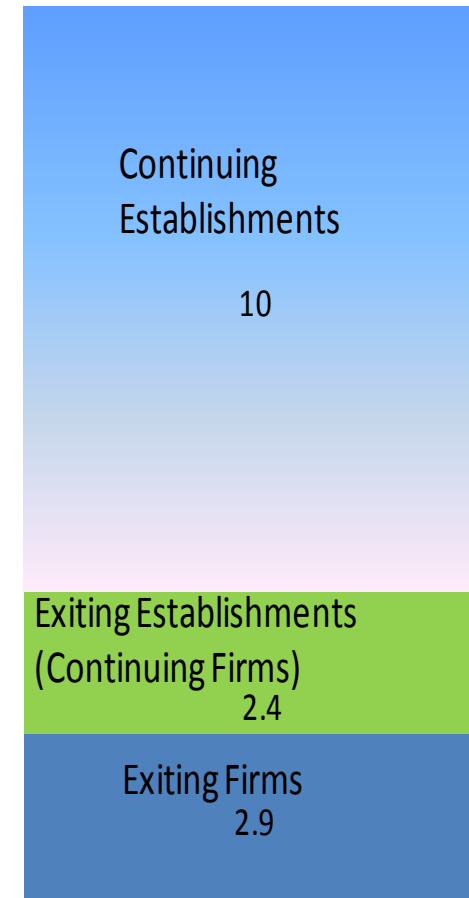 Continuing
Establishments
10
Exiting Establishments
(Continuing Firms)
2.4
Exiting Firms
2.9